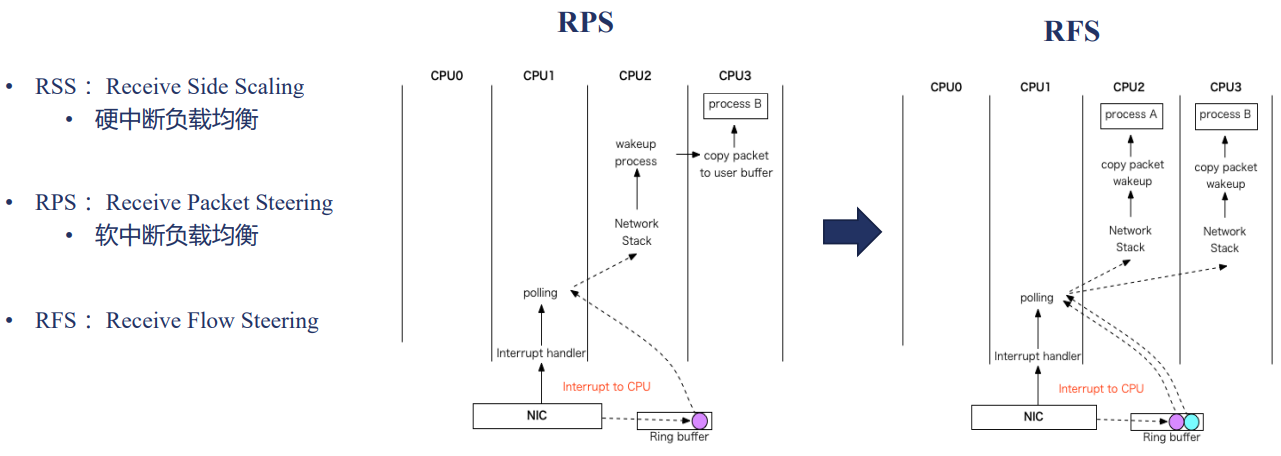 RSS： Receive Side Scaling
硬中断负载均衡
RPS： Receive Packet Steering
软中断负载均衡
RFS： Receive Flow Steering
RPS
CPU0 CPU1 CPU2 CPU3
process B
wakeup
process
copy packet
to user buffer
Network
Stack
polling
Interrupt handler
Interrupt to CPU
NIC
Ring buffer
RFS
CPU0 CPU1 CPU2 CPU3
process A process B
copy packet
wakeup
copy packet
wakeup
Network
Stack
Network
Stack
polling
Interrupt handler
Interrupt to CPU
NIC
Ring buffer